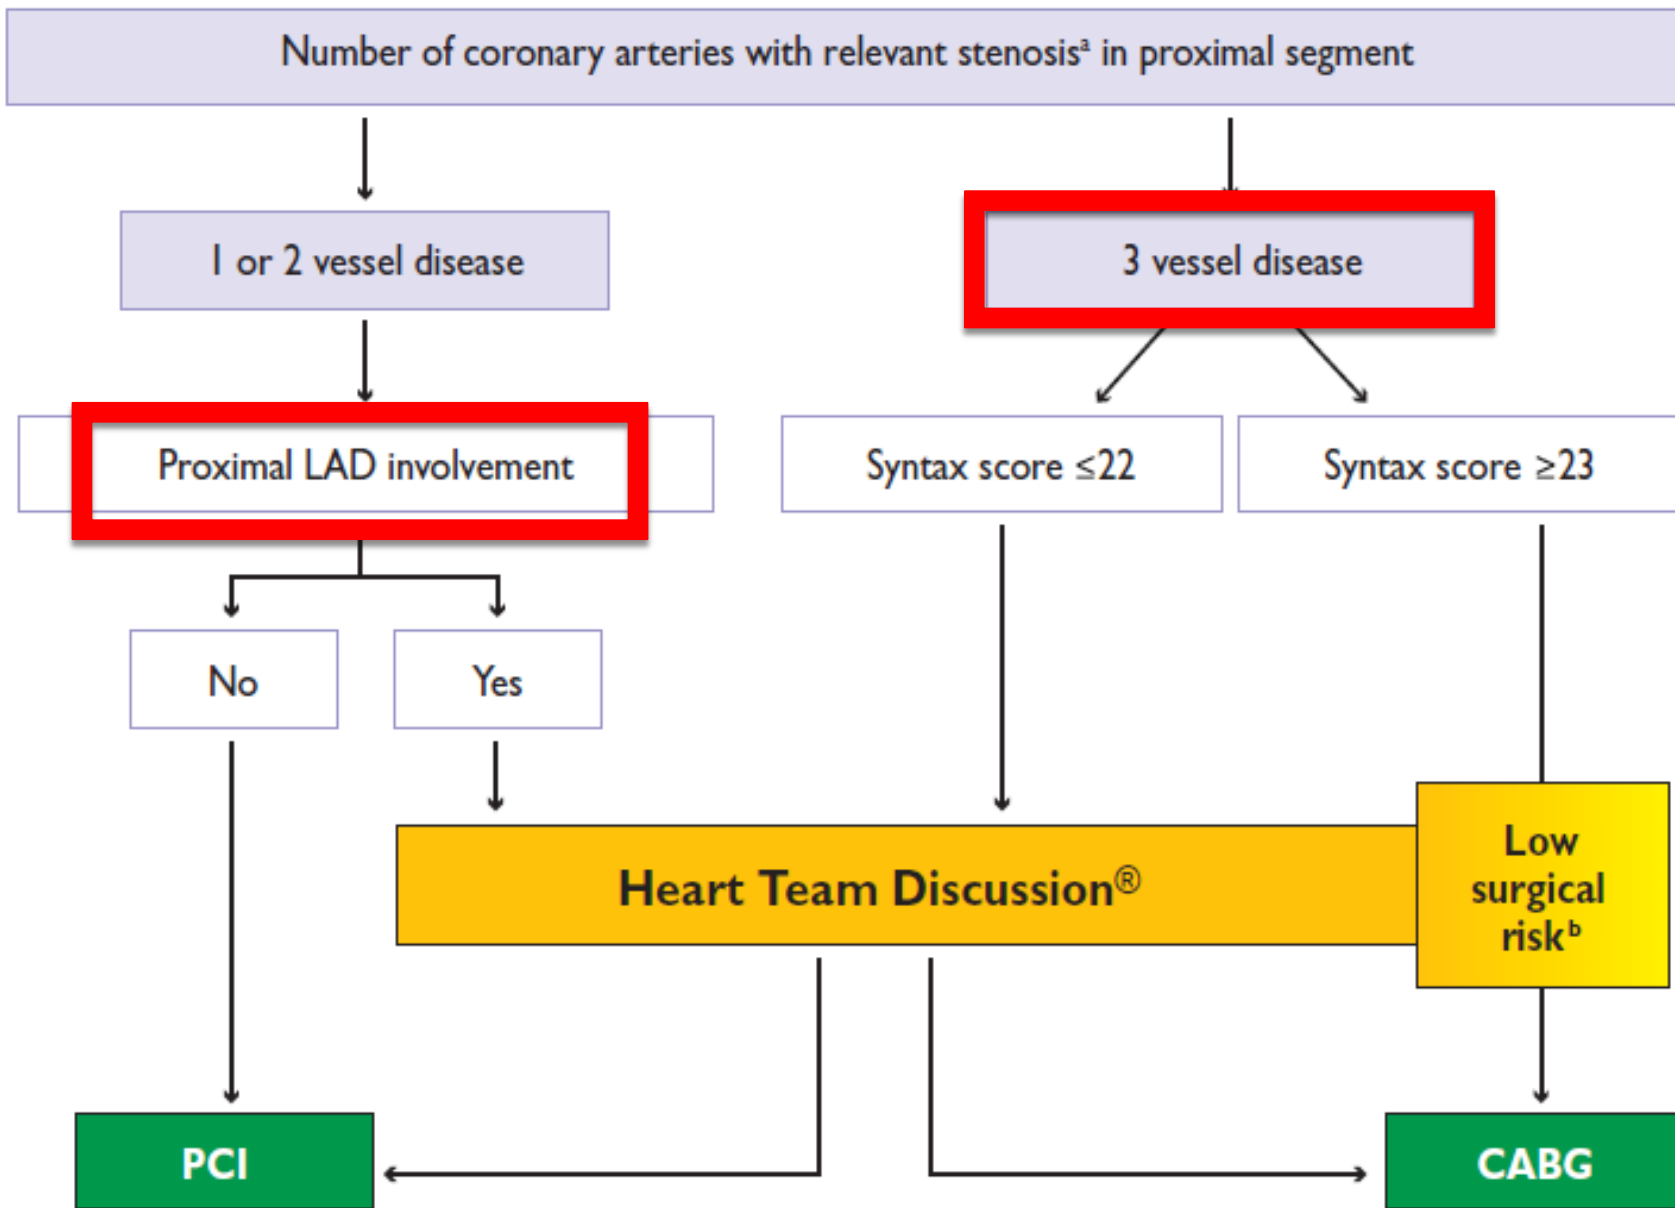 Number of coronary arteries with relevant stenosisᵃ in proximal segment
1 or 2 vessel disease
3 vessel disease
Proximal LAD involvement
Syntax score ≤22
Syntax score ≥23
No
Yes
Heart Team Discussion®
Low
surgical
riskᵇ
PCI
CABG